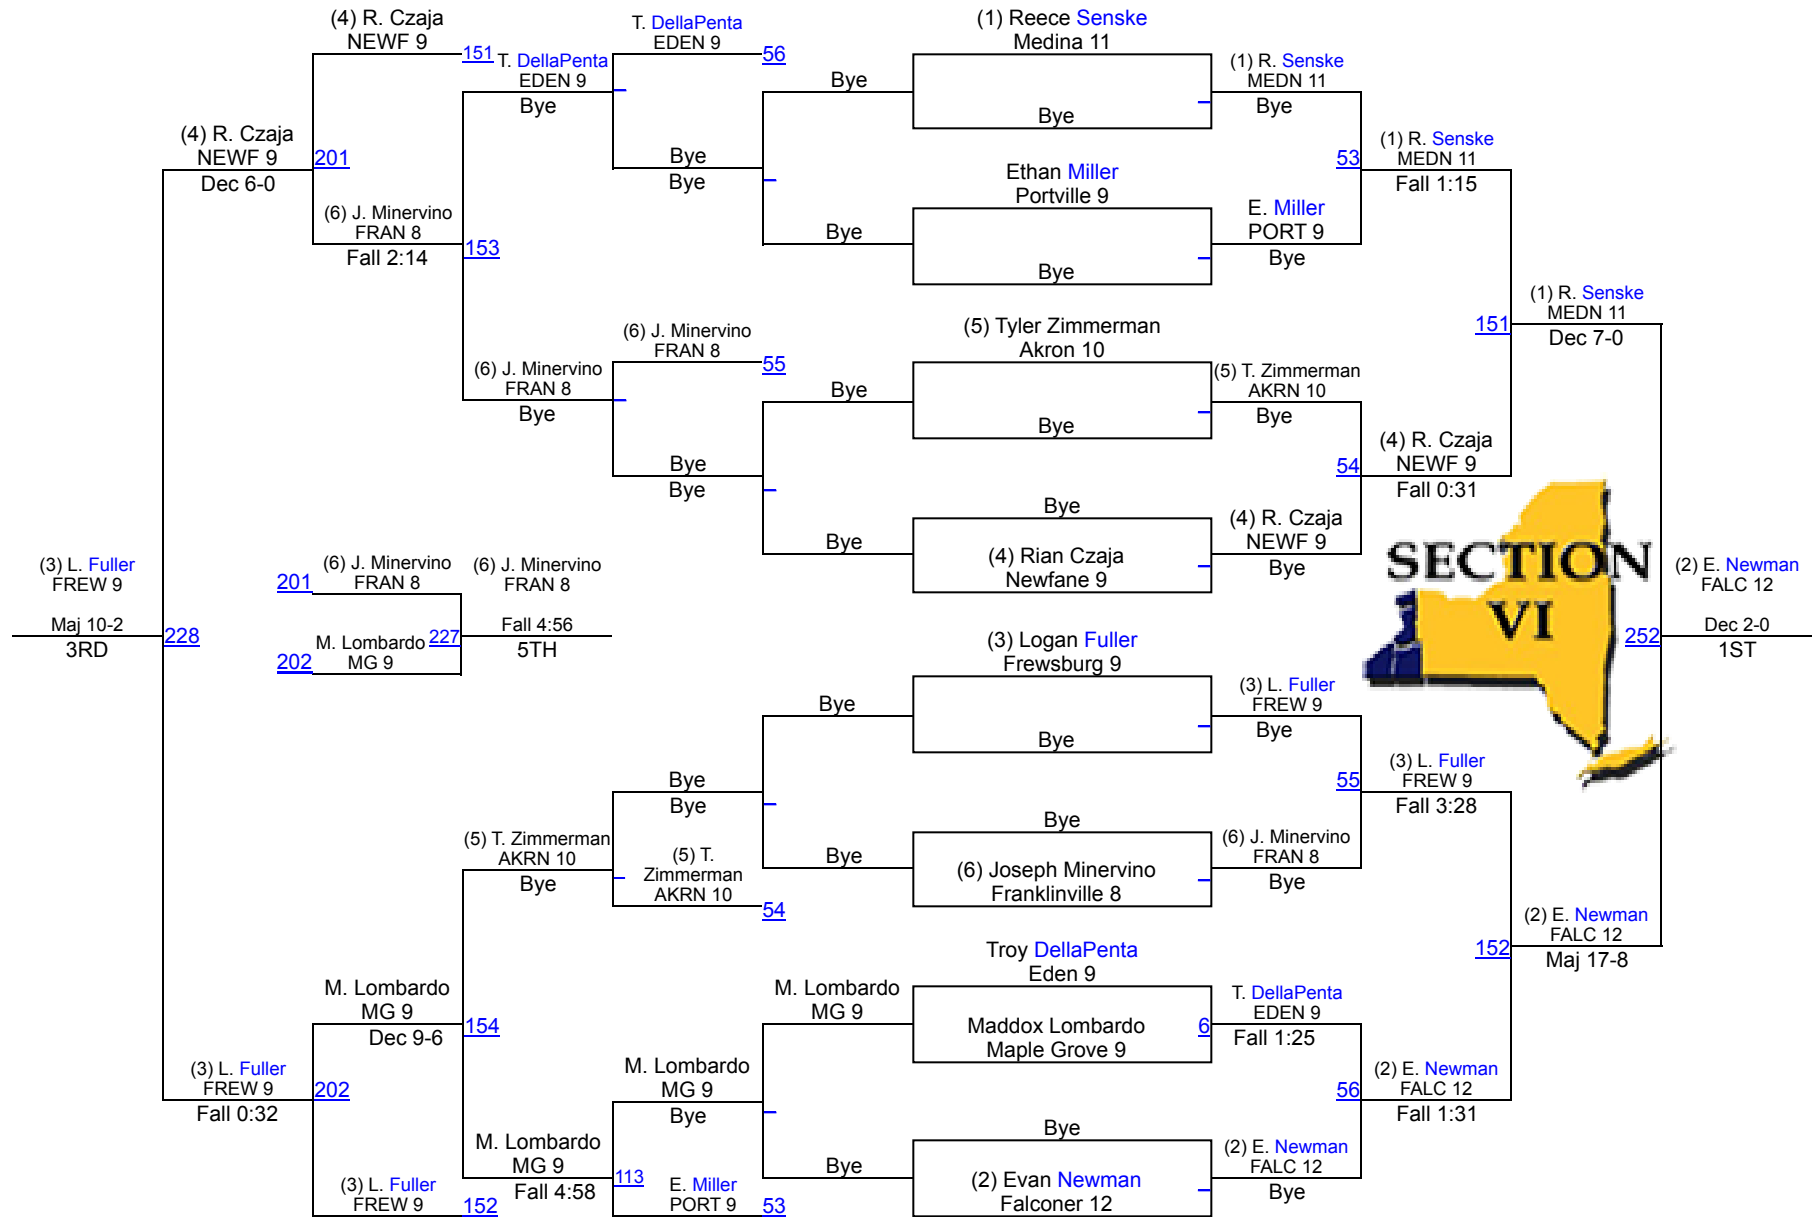 (4) R. Czaja
NEWF 9
151
T. DellaPenta
EDEN 9
Bye
T. DellaPenta
EDEN 9
56
(1) Reece Senske
Medina 11
Bye
Bye
(1) R. Senske
MEDN 11
Bye
(4) R. Czaja
NEWF 9
Dec 6-0
201
Bye
Bye
Ethan Miller
Portville 9
Bye
Bye
53
(1) R. Senske
MEDN 11
Fall 1:15
E. Miller
PORT 9
Bye
(6) J. Minervino
FRAN 8
Fall 2:14
153
(6) J. Minervino
FRAN 8
Bye
(6) J. Minervino
FRAN 8
55
(5) Tyler Zimmerman
Akron 10
Bye
Bye
(5) T. Zimmerman
AKRN 10
Bye
151
(1) R. Senske
MEDN 11
Dec 7-0
Bye
Bye
Bye
Bye
(4) Rian Czaja
Newfane 9
(4) R. Czaja
NEWF 9
Bye
54
(4) R. Czaja
NEWF 9
Fall 0:31
(3) L. Fuller
FREW 9
Maj 10-2
3RD
228
201
(6) J. Minervino
FRAN 8
(6) J. Minervino
FRAN 8
202
M. Lombardo
MG 9
227
Fall 4:56
5TH
SECTION
VI
252
(2) E. Newman
FALC 12
Dec 2-0
1ST
(3) Logan Fuller
Frewsburg 9
Bye
Bye
(3) L. Fuller
FREW 9
Bye
Bye
Bye
55
(3) L. Fuller
FREW 9
Fall 3:28
(5) T. Zimmerman
AKRN 10
Bye
(5) T.
Zimmerman
AKRN 10
54
Bye
Bye
(6) Joseph Minervino
Franklinville 8
(6) J. Minervino
FRAN 8
Bye
152
(2) E. Newman
FALC 12
Maj 17-8
M. Lombardo
MG 9
Dec 9-6
154
M. Lombardo
MG 9
Troy DellaPenta
Eden 9
Maddox Lombardo
Maple Grove 9
6
T. DellaPenta
EDEN 9
Fall 1:25
(3) L. Fuller
FREW 9
Fall 0:32
202
M. Lombardo
MG 9
Bye
56
(2) E. Newman
FALC 12
Fall 1:31
M. Lombardo
MG 9
Fall 4:58
113
Bye
Bye
(2) Evan Newman
Falconer 12
(2) E. Newman
FALC 12
Bye
(3) L. Fuller
FREW 9
152
E. Miller
PORT 9
53